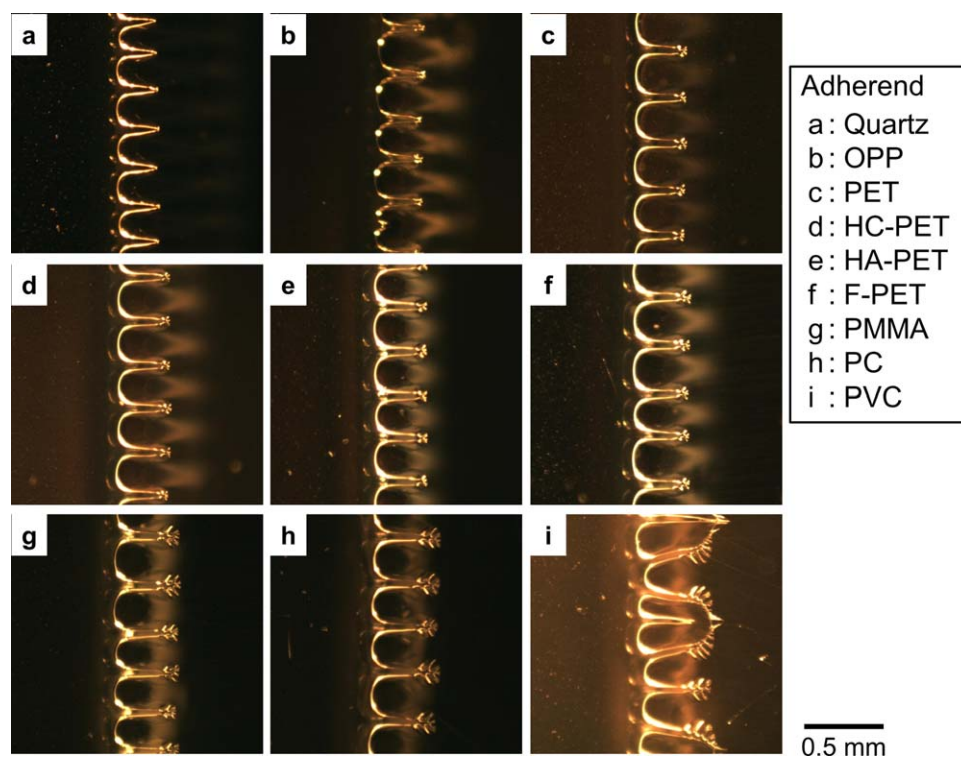 a
b
c
d
e
f
g
h
i
Adherend
a : Quartz
b : OPP
c : PET
d : HC-PET
e : HA-PET
f : F-PET
g : PMMA
h : PC
i : PVC
0.5 mm